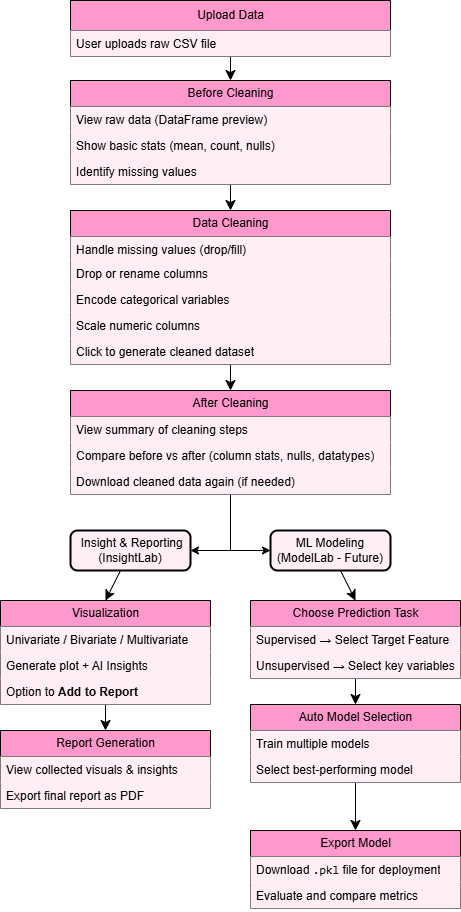 Upload Data
User uploads raw CSV file
Before Cleaning
View raw data (DataFrame preview)
Show basic stats (mean, count, nulls)
Identify missing values
Data Cleaning
Handle missing values (drop/fill)
Drop or rename columns
Encode categorical variables
Scale numeric columns
Click to generate cleaned dataset
After Cleaning
View summary of cleaning steps
Compare before vs after (column stats, nulls, datatypes)
Download cleaned data again (if needed)
Insight & Reporting
(InsightLab)
ML Modeling
(ModelLab - Future)
Visualization
Univariate / Bivariate / Multivariate
Generate plot + AI Insights
Option to Add to Report
Report Generation
View collected visuals & insights
Export final report as PDF
Choose Prediction Task
Supervised → Select Target Feature
Unsupervised → Select key variables
Auto Model Selection
Train multiple models
Select best-performing model
Export Model
Download .pkl file for deployment
Evaluate and compare metrics